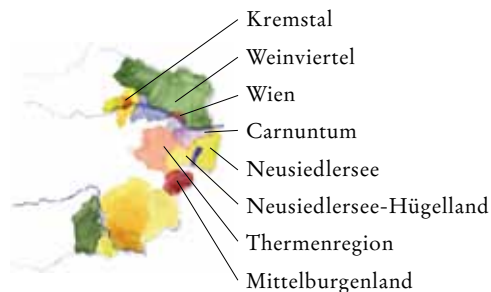 Kremstal
Weinviertel
Wien
Carnuntum
Neusiedlersee
Neusiedlersee-Hügelland
Thermenregion
Mittelburgenland